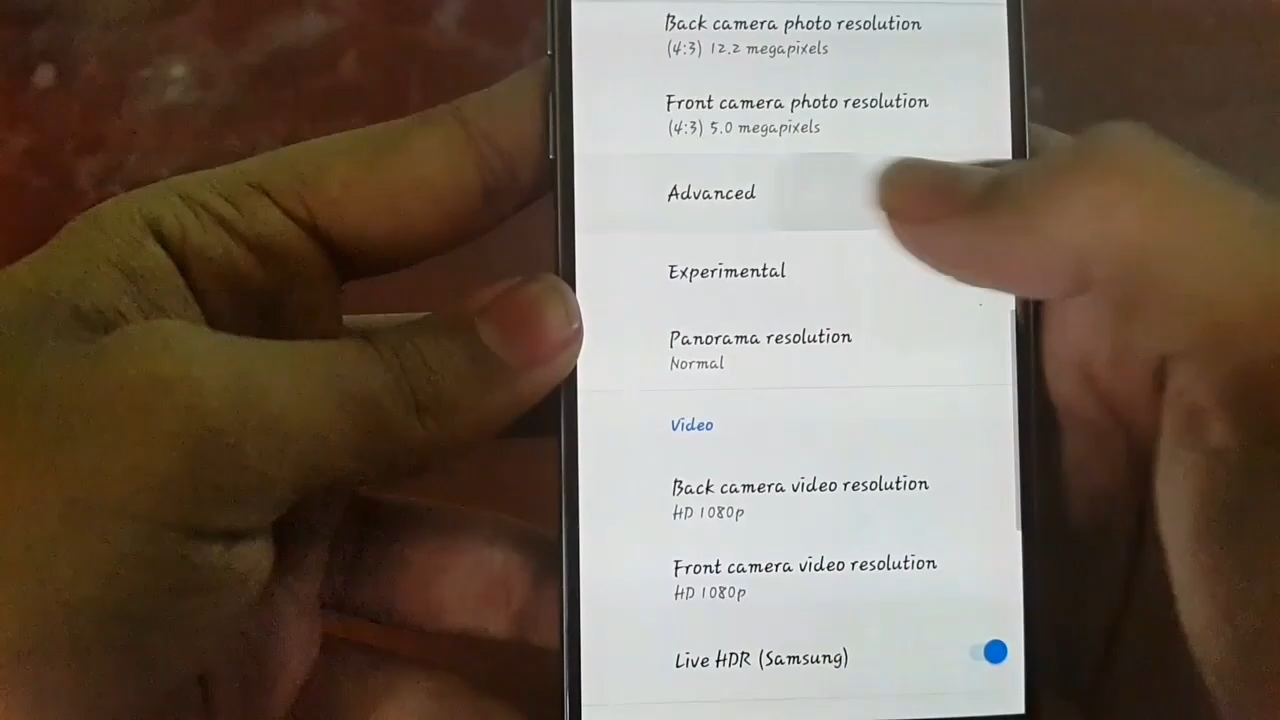 Back camera photo resolution
(4:3) 12.2 megapixels
Front camera photo resolution
(4:3) 5.0 megapixels
Advanced
Experimental
Panorama resolution
Normal
Video
Back camera video resolution
HD 1080p
Front camera video resolution
HD 1080p
Live HDR (Samsung)